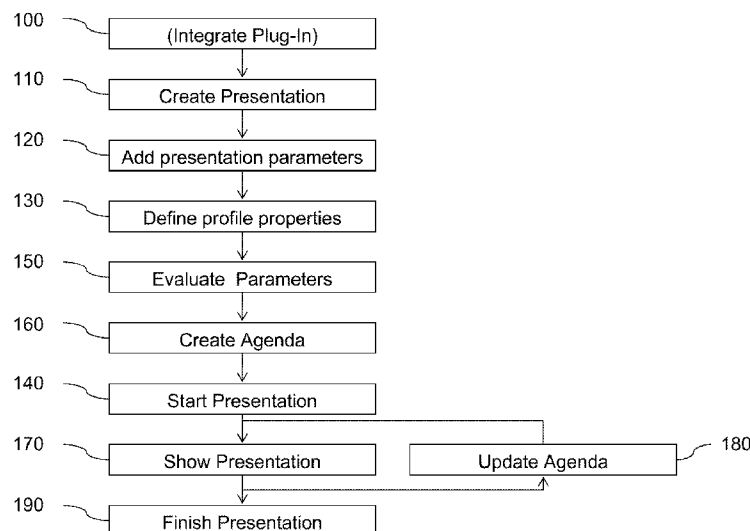 100 (Integrate Plug-In)
110 Create Presentation
120 Add presentation parameters
130 Define profile properties
150 Evaluate Parameters
160 Create Agenda
140 Start Presentation
170 Show Presentation Update Agenda 180
190 Finish Presentation